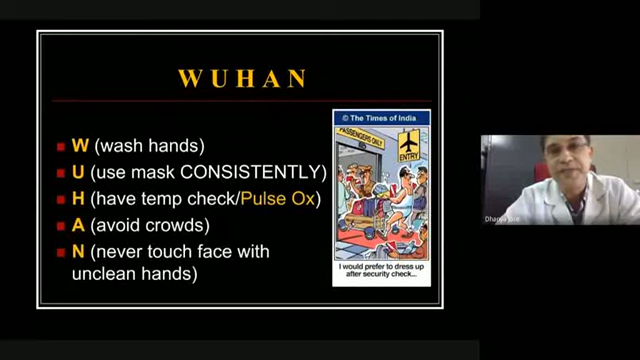 WUHAN
W (wash hands)
U (use mask CONSISTENTLY)
H (have temp check/Pulse Ox)
A (avoid crowds)
N (never touch face with
unclean hands)
© The Times of India
PASSENGERS ONLY
ENTRY
I would prefer to dress up
after security check...